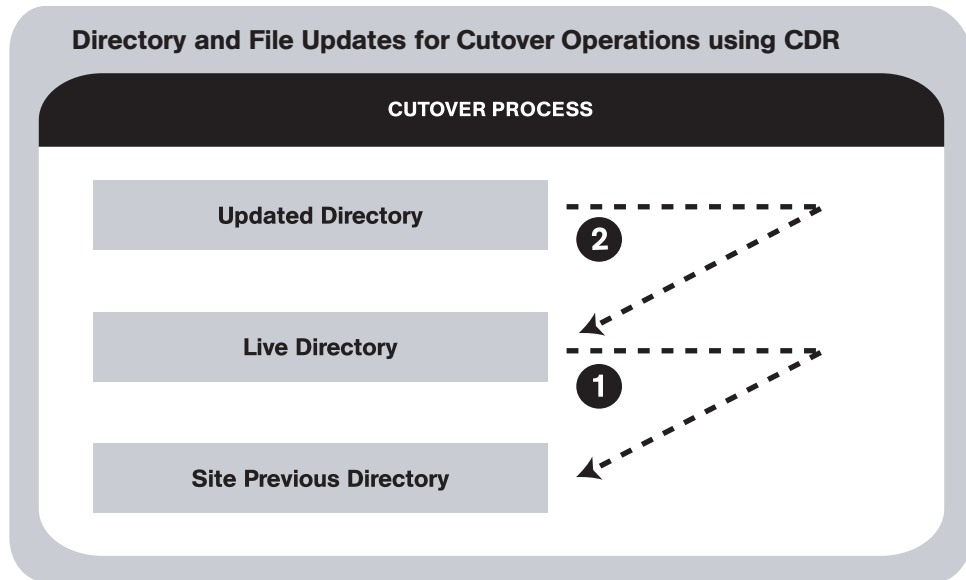 Directory and File Updates for Cutover Operations using CDR
CUTOVER PROCESS
Updated Directory
2
Live Directory
1
Site Previous Directory